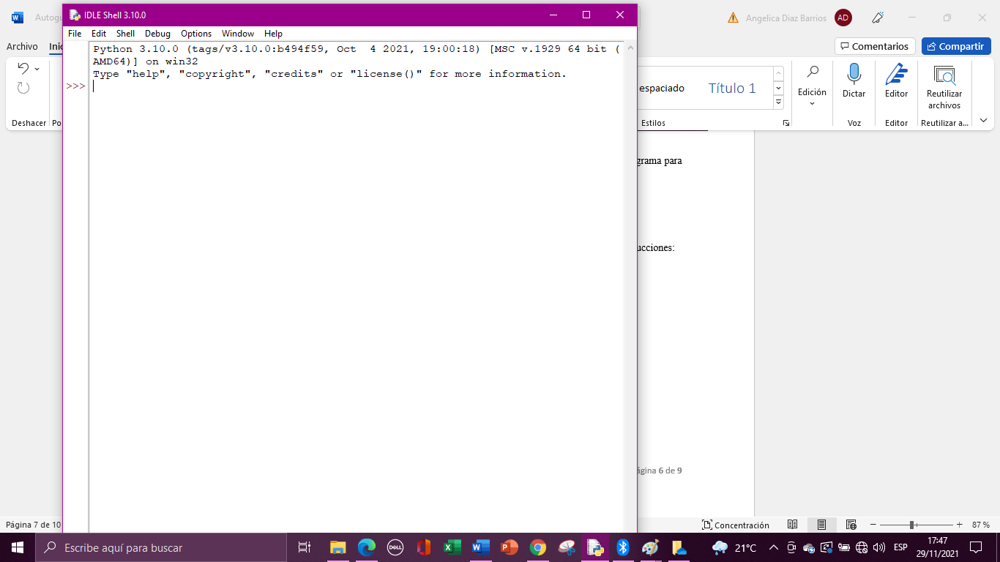 Autogu
IDLE Shell 3.10.0
Angelica Diaz Barrios
AD
File Edit Shell Debug Options Window Help
Archivo
Inic
Comentarios
Compartir
Python 3.10.0 (tags/v3.10.0:b494f59, Oct  4 2021, 19:00:18) [MSC v.1929 64 bit (
AMD64)] on win32
Type "help", "copyright", "credits" or "license()" for more information.
>>>
espaciado
Título 1
Edición
Dictar
Editor
Reutilizar
archivos
Deshacer
Po
Estilos
Voz
Editor
Reutilizar a...
grama para
ucciones:
ágina 6 de 9
Página 7 de 10
Concentración
87 %
Escribe aquí para buscar
DELL
21°C
ESP
17:47
29/11/2021